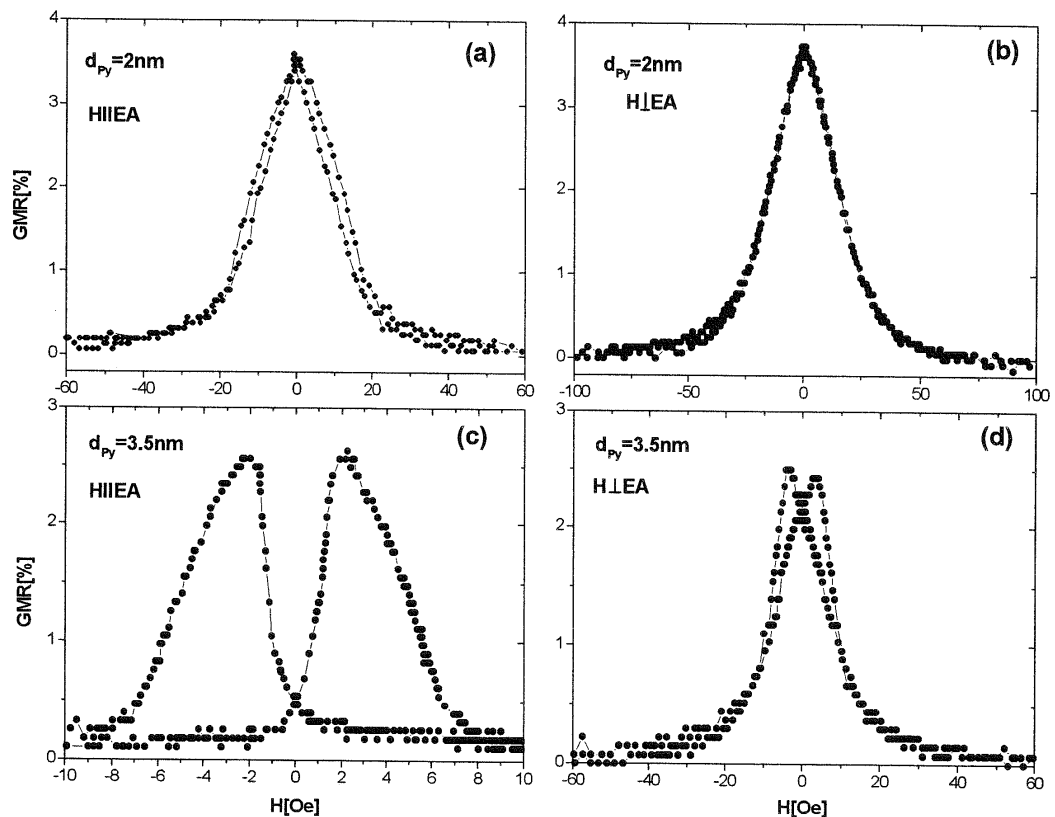 4
3
2
1
0
GMR[%]
d_Py=2nm
H||EA
(a)
-60 -40 -20 0 20 40 60
4
3
2
1
0
d_Py=2nm
H⊥EA
(b)
-100 -50 0 50 100
3
2
1
0
GMR[%]
d_Py=3.5nm
H||EA
(c)
-10 -8 -6 -4 -2 0 2 4 6 8 10
H[Oe]
3
2
1
0
d_Py=3.5nm
H⊥EA
(d)
-60 -40 -20 0 20 40 60
H[Oe]